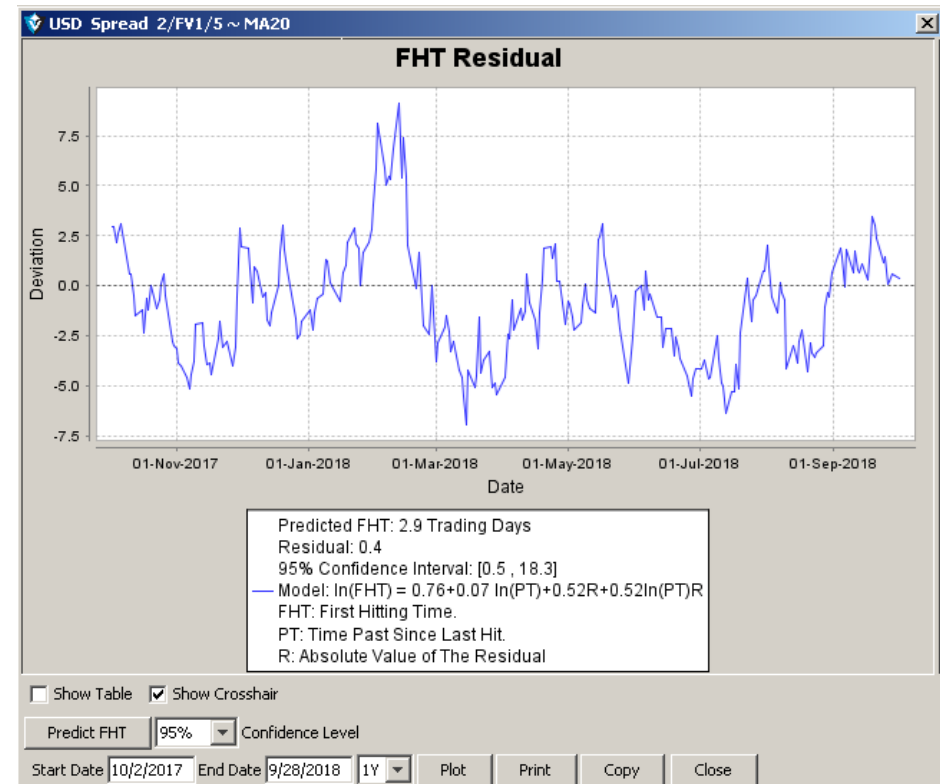 USD Spread 2/FV1/5 ~ MA20
FHT Residual
7.5
5.0
2.5
0.0
-2.5
-5.0
-7.5
Deviation
01-Nov-2017 01-Jan-2018 01-Mar-2018 01-May-2018 01-Jul-2018 01-Sep-2018
Date
Predicted FHT: 2.9 Trading Days
Residual: 0.4
95% Confidence Interval: [0.5 , 18.3]
Model: ln(FHT) = 0.76+0.07 ln(PT)+0.52R+0.52ln(PT)R
FHT: First Hitting Time.
PT: Time Past Since Last Hit.
R: Absolute Value of The Residual
Show Table Show Crosshair
Predict FHT 95% Confidence Level
Start Date 10/2/2017 End Date 9/28/2018 1Y Plot Print Copy Close